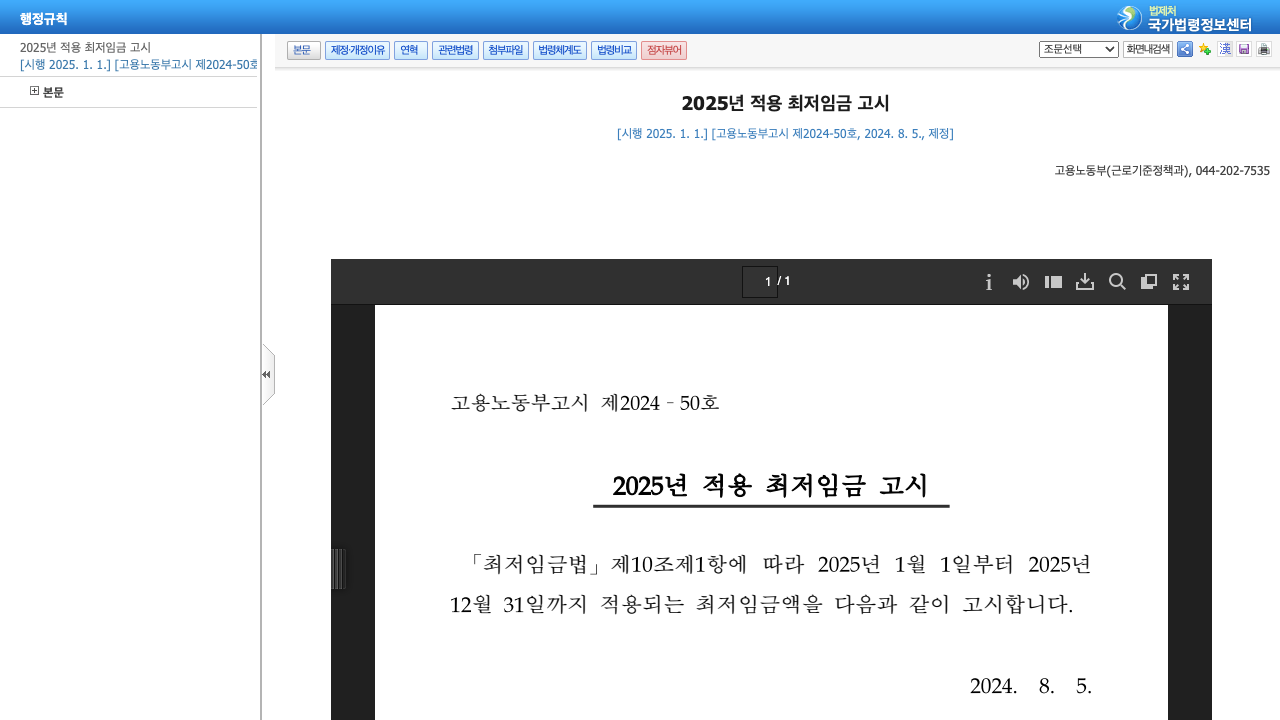 행정규칙
법제처
국가법령정보센터
2025년 적용 최저임금 고시
[시행 2025. 1. 1.] [고용노동부고시 제2024-50호
본문
본문 제정·개정이유 연혁 관련법령 첨부파일 법령체계도 법령비교 점자뷰어
조문선택 화면내검색 漢
2025년 적용 최저임금 고시
[시행 2025. 1. 1.] [고용노동부고시 제2024-50호, 2024. 8. 5., 제정]
고용노동부(근로기준정책과), 044-202-7535
1 / 1
고용노동부고시 제2024-50호
2025년 적용 최저임금 고시
「최저임금법」제10조제1항에 따라 2025년 1월 1일부터 2025년
12월 31일까지 적용되는 최저임금액을 다음과 같이 고시합니다.
2024. 8. 5.